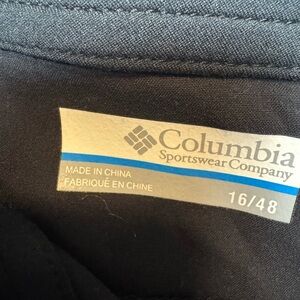 Columbia
Sportswear Company
MADE IN CHINA
FABRIQUÉ EN CHINE
16/48